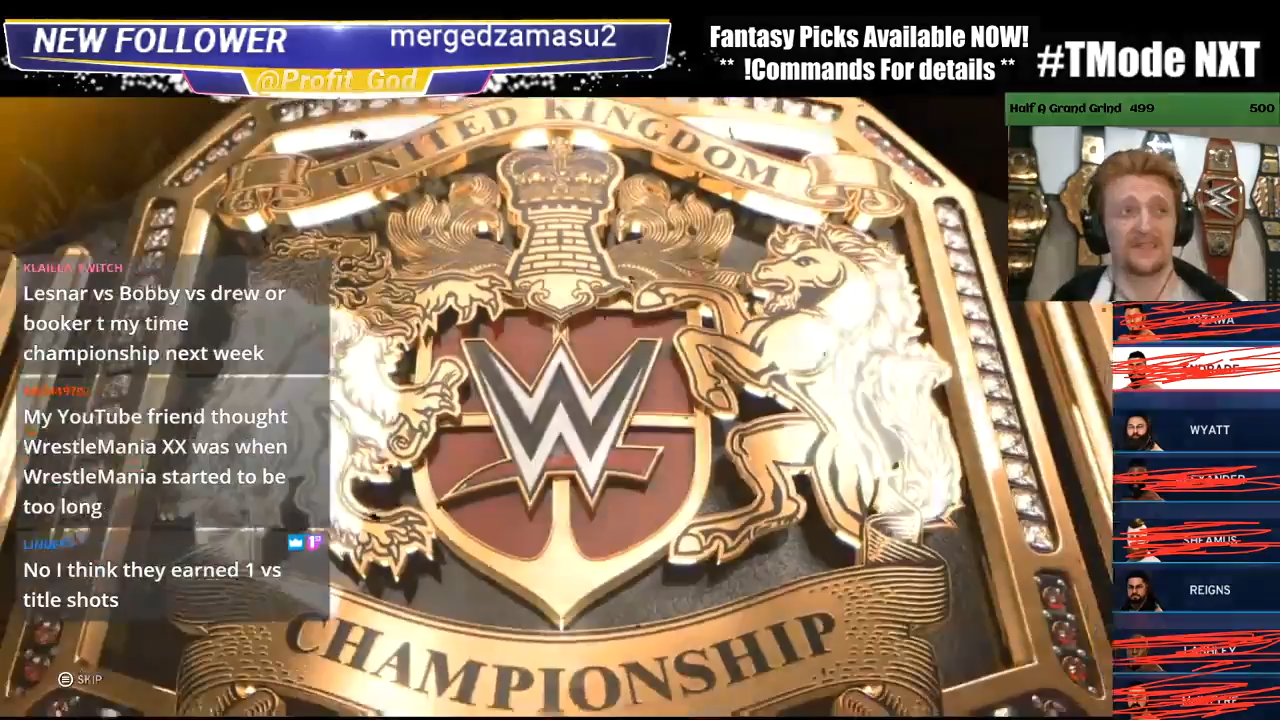 NEW FOLLOWER
mergedzamasu2
@Profit_God
Fantasy Picks Available NOW!
** !Commands For details **
#TMode NXT
Half A Grand Grind 499
500
UNITED KINGDOM
W
CHAMPIONSHIP
Lesnar vs Bobby vs drew or
booker t my time
championship next week
My YouTube friend thought
WrestleMania XX was when
WrestleMania started to be
too long
No I think they earned 1 vs
title shots
SKIP
WYATT
SHEAMUS
REIGNS